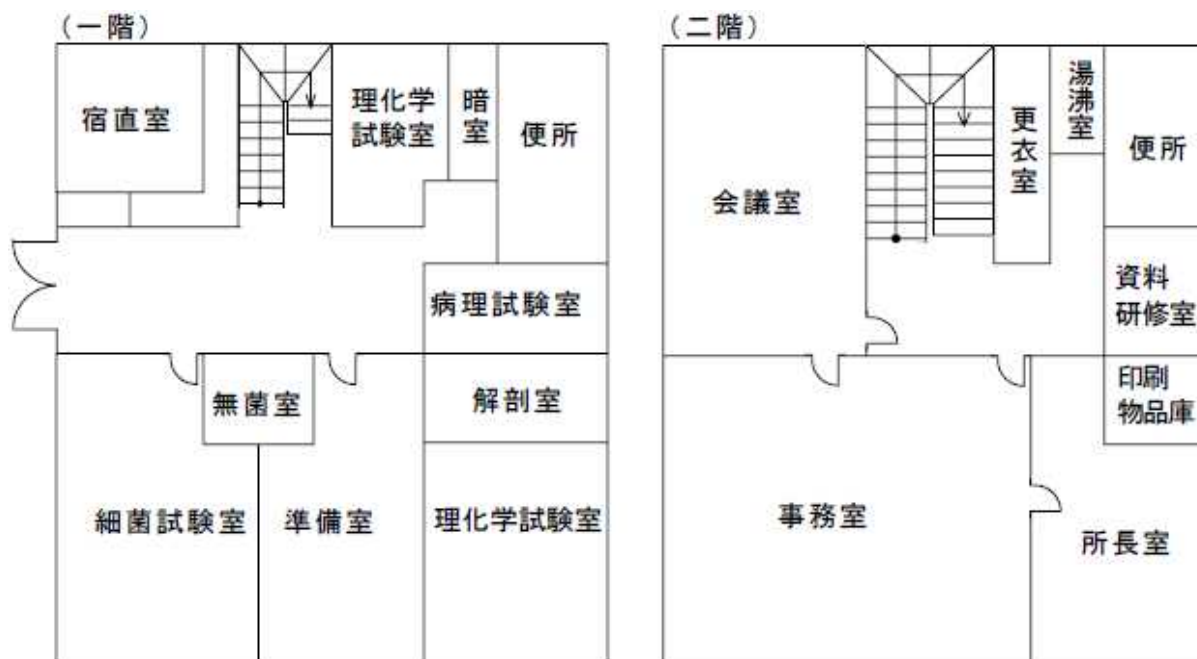 （一階）
宿直室
理化学
試験室
暗室
便所
病理試験室
無菌室
解剖室
細菌試験室
準備室
理化学試験室
（二階）
会議室
更衣室
湯沸室
便所
資料
研修室
印刷
物品庫
事務室
所長室